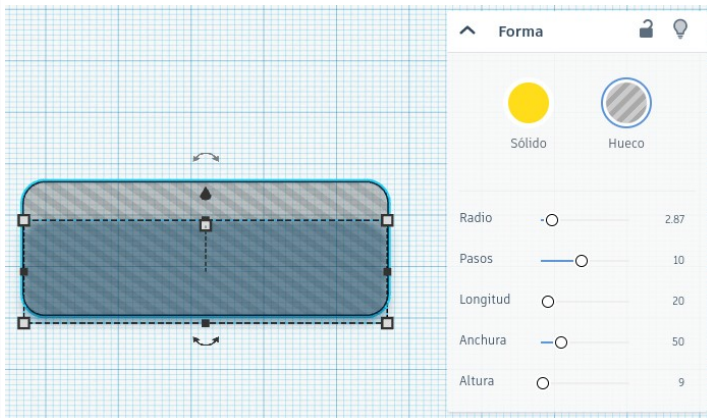 Forma
Sólido Hueco
Radio 2.87
Pasos 10
Longitud 20
Anchura 50
Altura 9